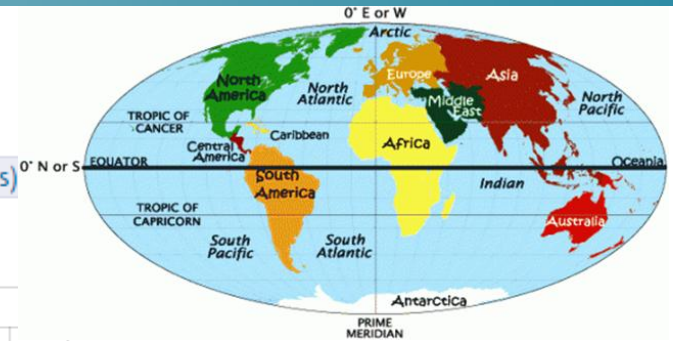 0° E or W
Arctic
North
America
North
Atlantic
Europe
Asia
Middle
East
North
Pacific
TROPIC OF
CANCER
Caribbean
Central
America
Africa
s)
0° N or S
EQUATOR
Oceania
South
America
Indian
TROPIC OF
CAPRICORN
Australia
South
Pacific
South
Atlantic
Antarctica
PRIME
MERIDIAN